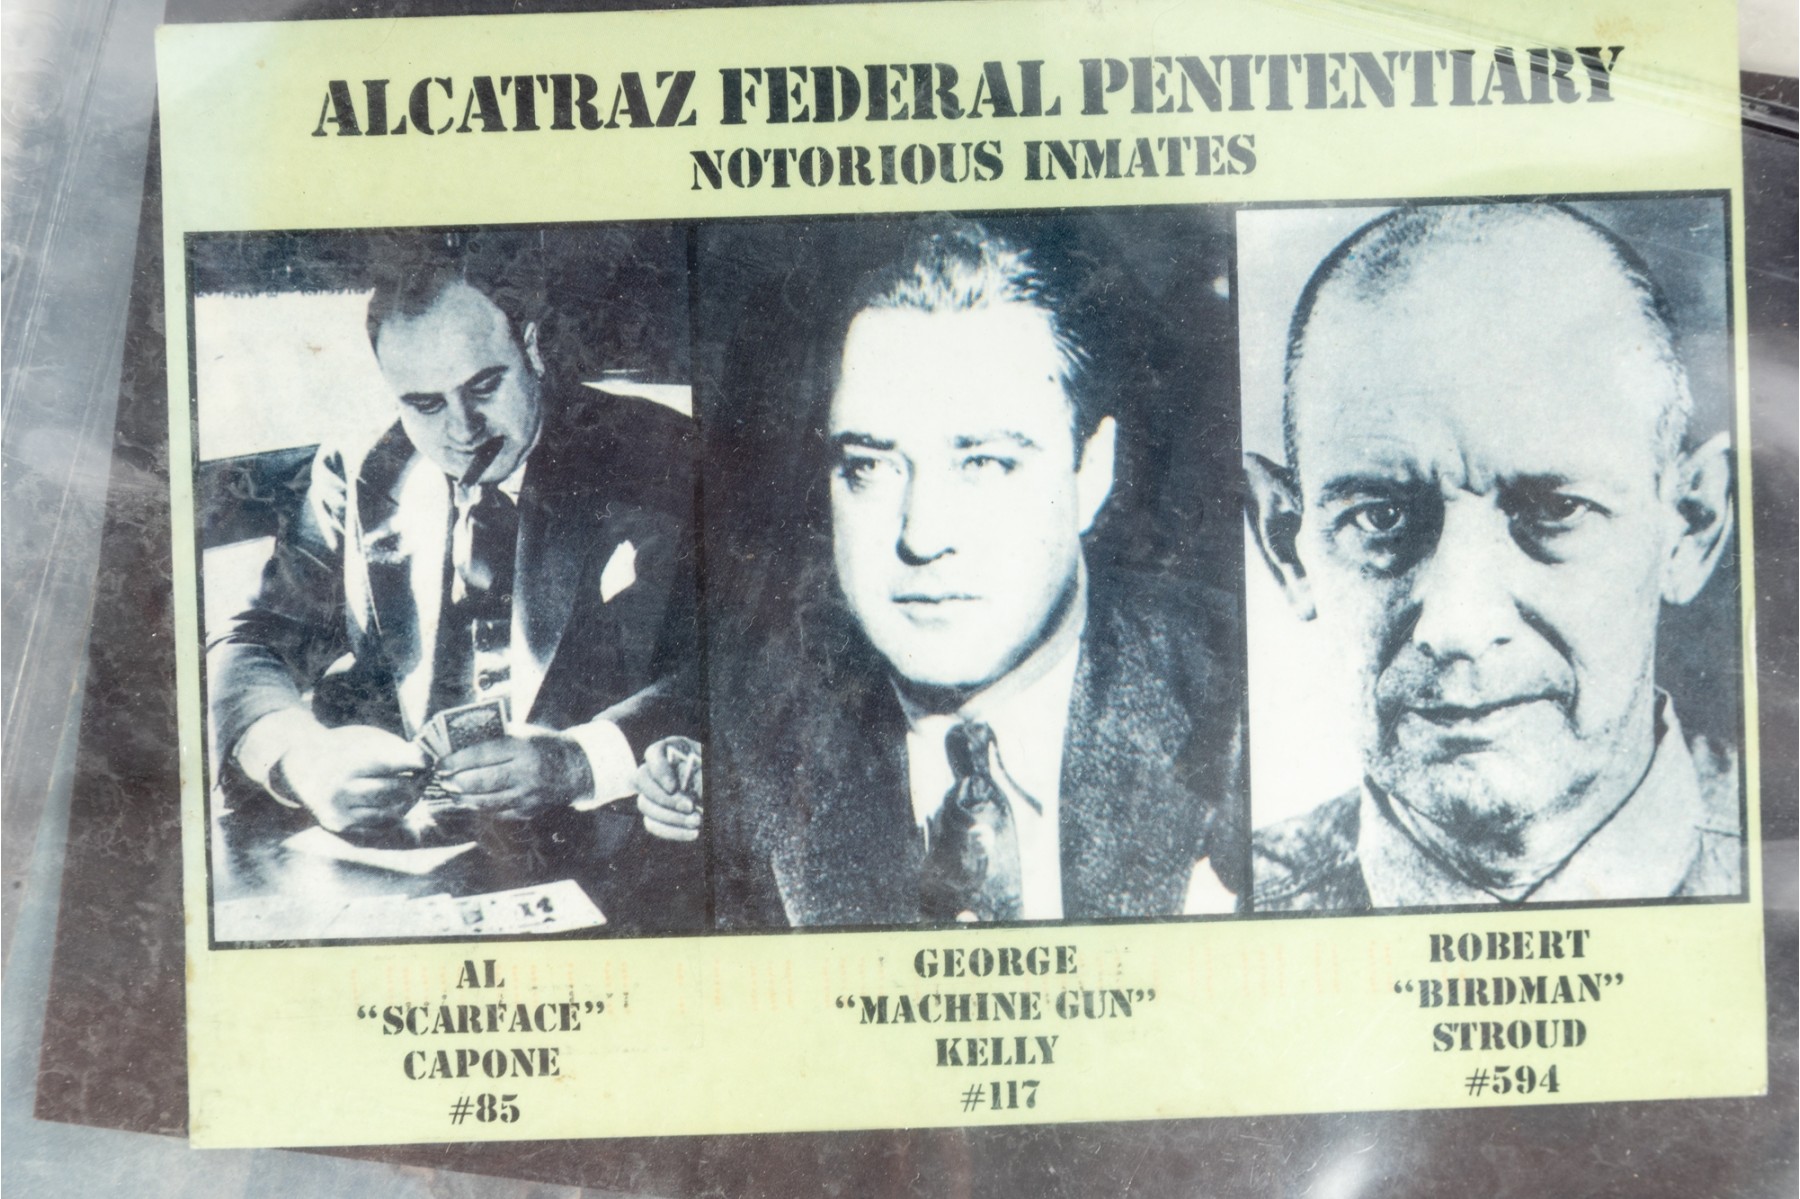 ALCATRAZ FEDERAL PENITENTIARY
NOTORIOUS INMATES
AL
“SCARFACE”
CAPONE
#85
GEORGE
“MACHINE GUN”
KELLY
#117
ROBERT
“BIRDMAN”
STROUD
#594